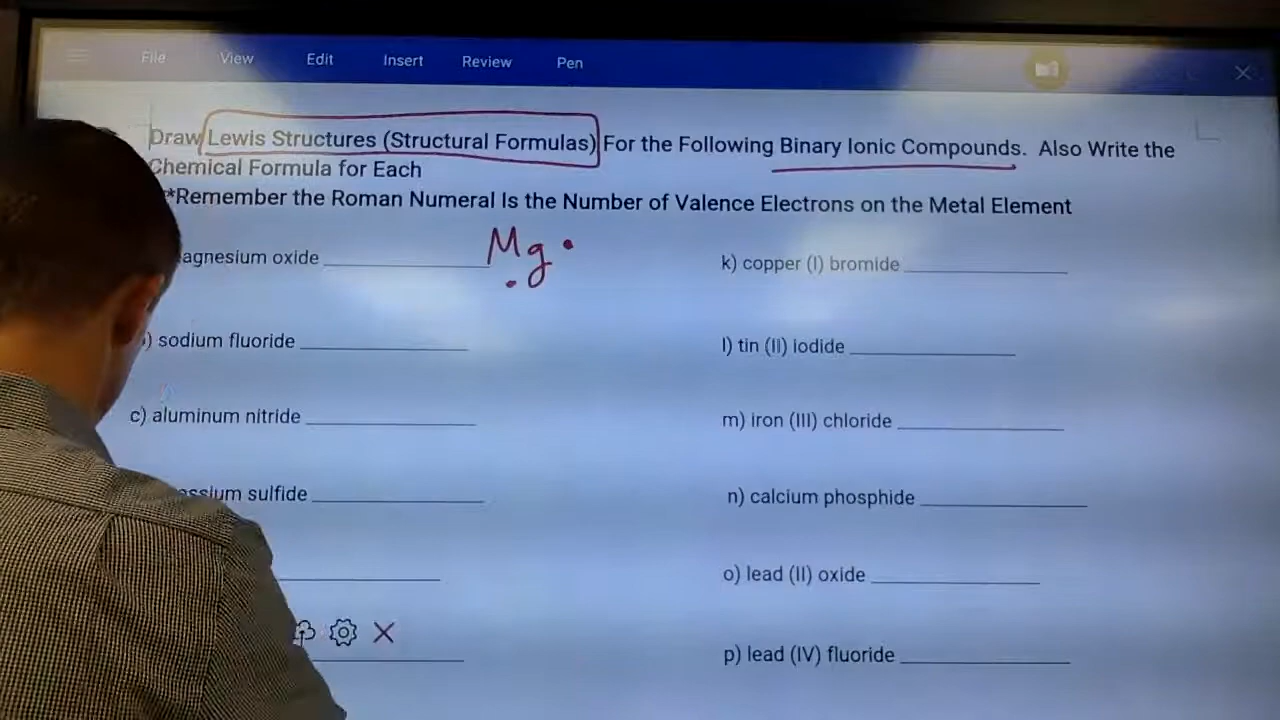 File View Edit Insert Review Pen
Draw Lewis Structures (Structural Formulas) For the Following Binary Ionic Compounds. Also Write the
Chemical Formula for Each
*Remember the Roman Numeral Is the Number of Valence Electrons on the Metal Element
agnesium oxide
Mg
k) copper (I) bromide
) sodium fluoride
l) tin (II) iodide
c) aluminum nitride
m) iron (III) chloride
assium sulfide
n) calcium phosphide
o) lead (II) oxide
p) lead (IV) fluoride